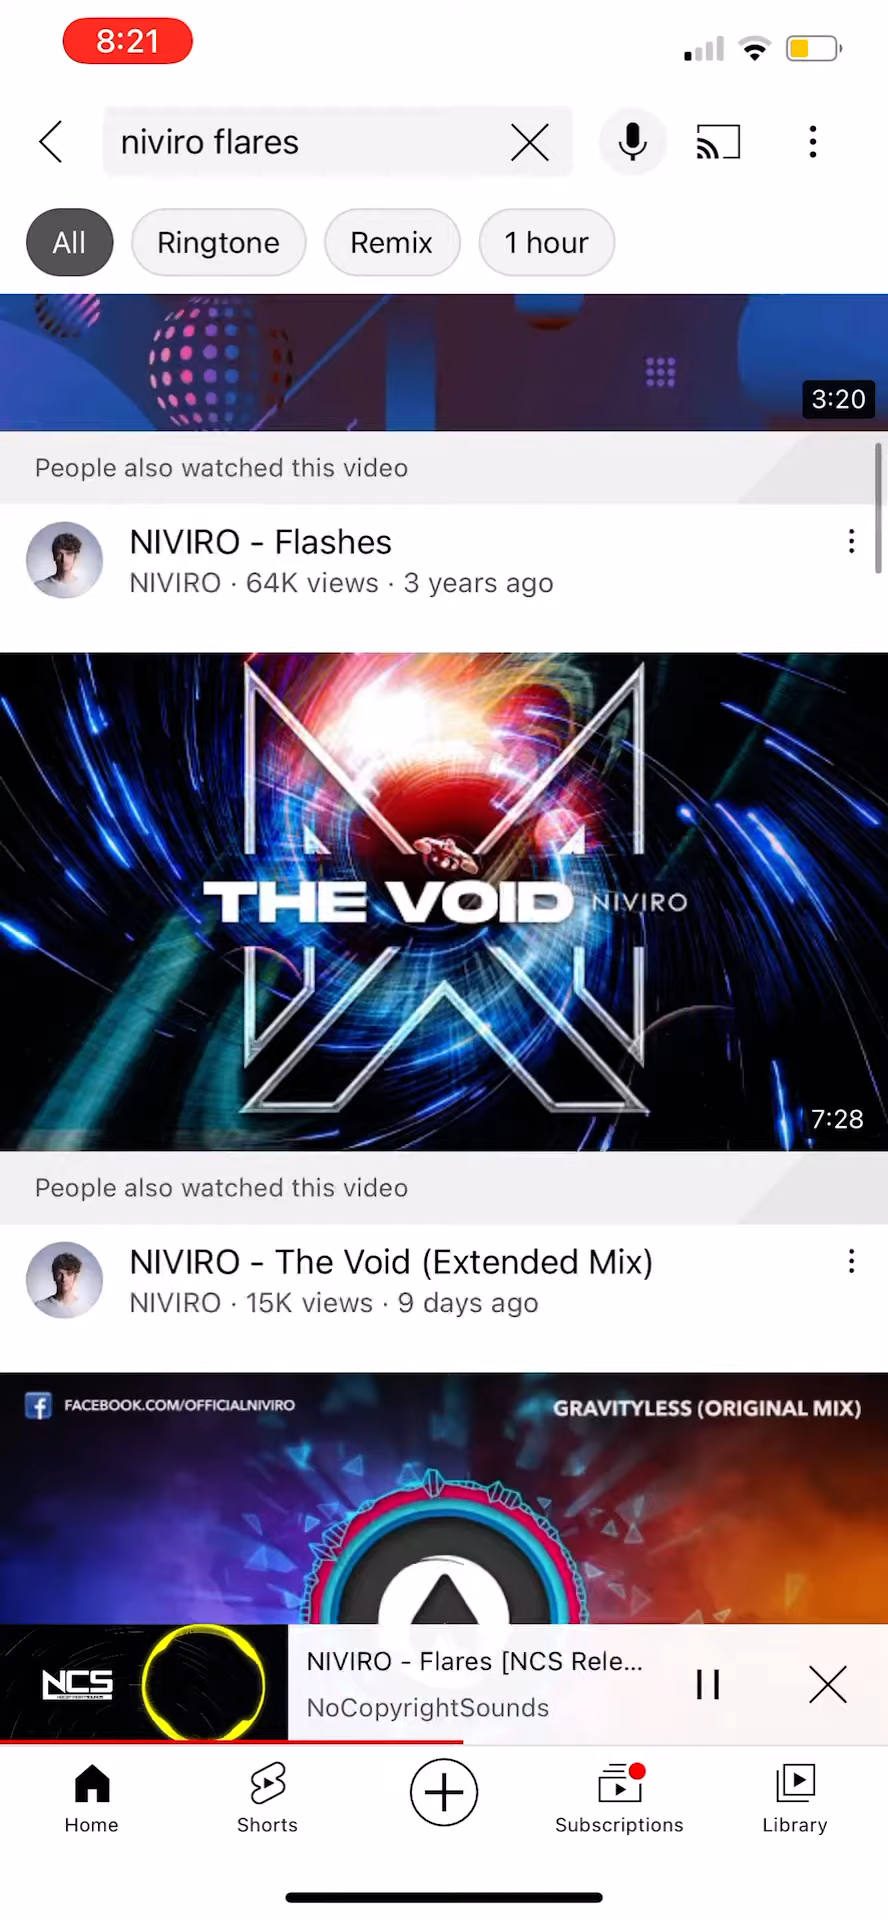 8:21
niviro flares
All
Ringtone
Remix
1 hour
3:20
People also watched this video
NIVIRO - Flashes
NIVIRO · 64K views · 3 years ago
THE VOID NIVIRO
7:28
People also watched this video
NIVIRO - The Void (Extended Mix)
NIVIRO · 15K views · 9 days ago
FACEBOOK.COM/OFFICIALNIVIRO
GRAVITYLESS (ORIGINAL MIX)
NCS
NIVIRO - Flares [NCS Rele...
NoCopyrightSounds
Home
Shorts
Subscriptions
Library